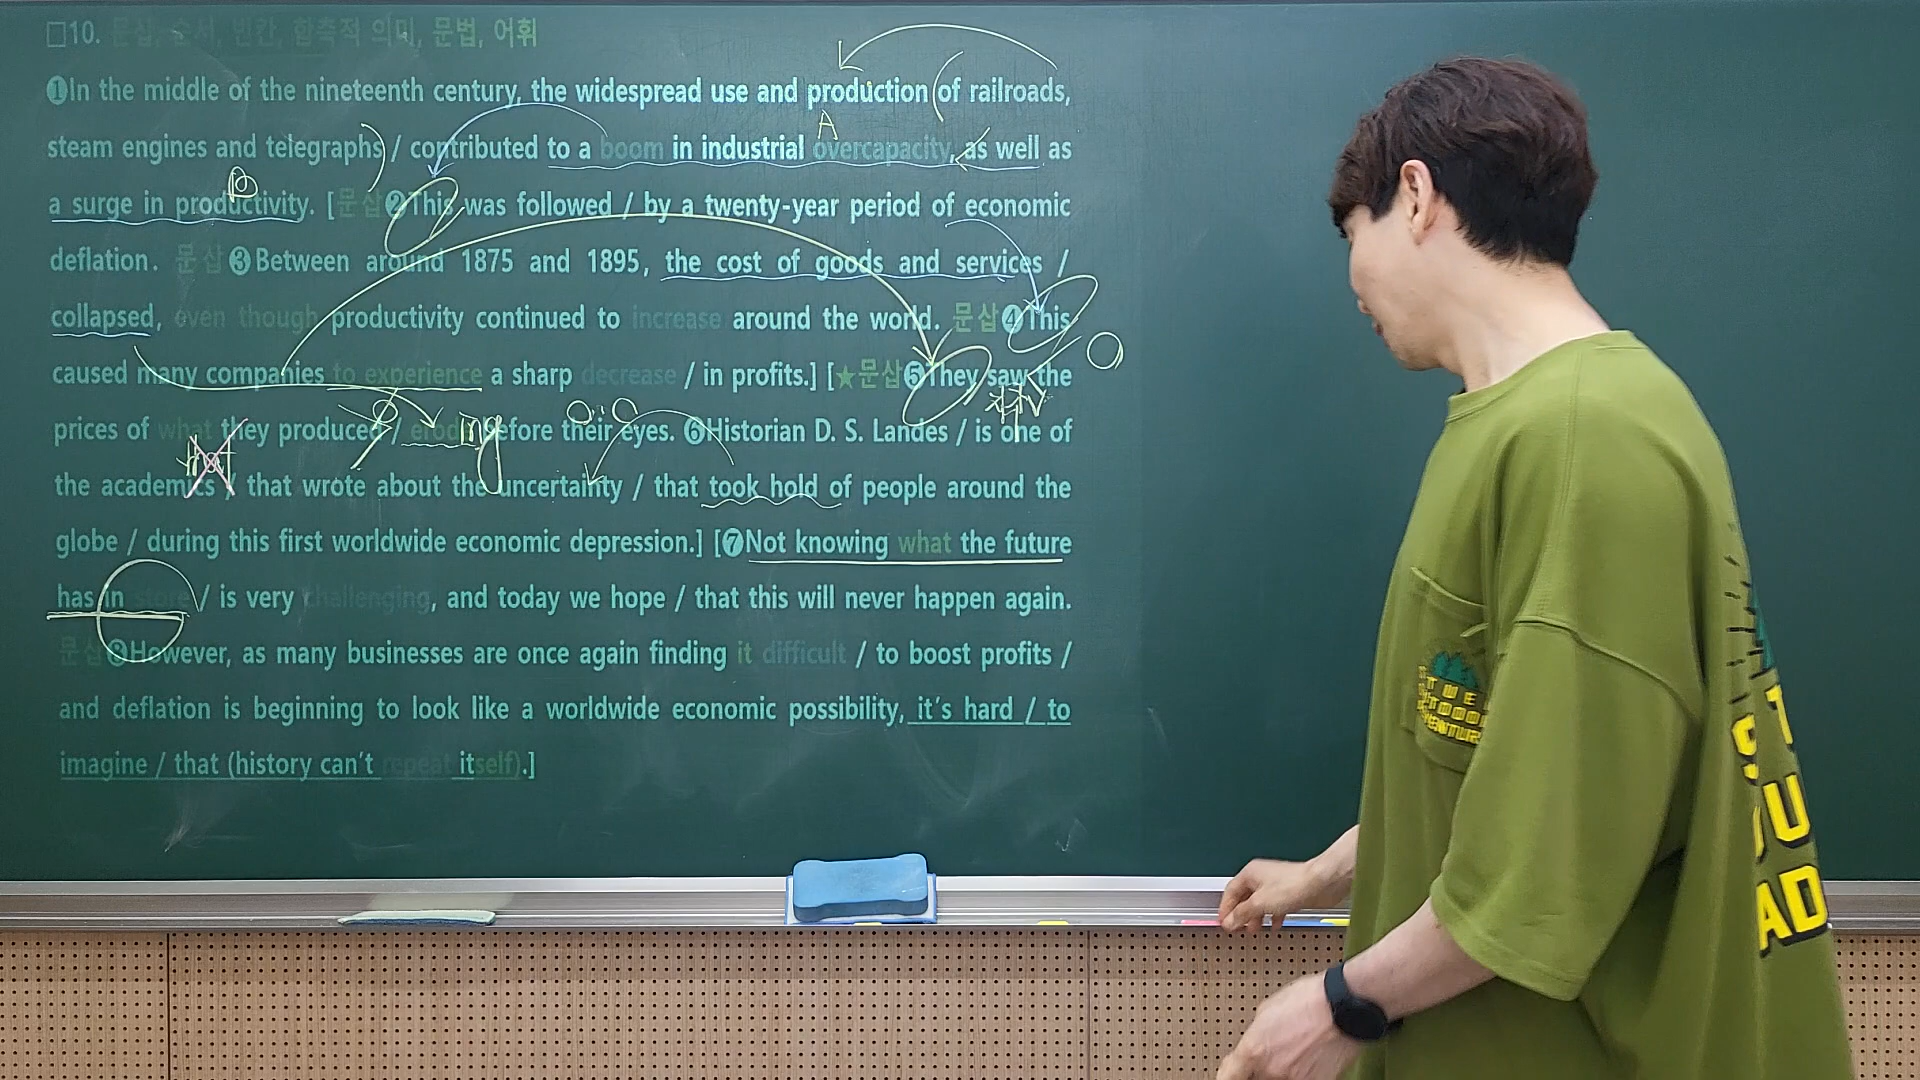 □10. 문삽, 순서, 빈칸, 함축적 의미, 문법, 어휘
❶In the middle of the nineteenth century, the widespread use and production of railroads,
A
steam engines and telegraphs / contributed to a boom in industrial overcapacity, as well as
B
a surge in productivity. [문삽❷This was followed / by a twenty-year period of economic
deflation. 문삽❸Between around 1875 and 1895, the cost of goods and services /
collapsed, even though productivity continued to increase around the world. 문삽❹This
caused many companies to experience a sharp decrease / in profits.] [★문삽❺They saw the
prices of what they produced / erode before their eyes. ❻Historian D. S. Landes / is one of
ing
the academics / that wrote about the uncertainty / that took hold of people around the
globe / during this first worldwide economic depression.] [❼Not knowing what the future
has in store / is very challenging, and today we hope / that this will never happen again.
문삽❽However, as many businesses are once again finding it difficult / to boost profits /
and deflation is beginning to look like a worldwide economic possibility, it's hard / to
imagine / that (history can't repeat itself).]